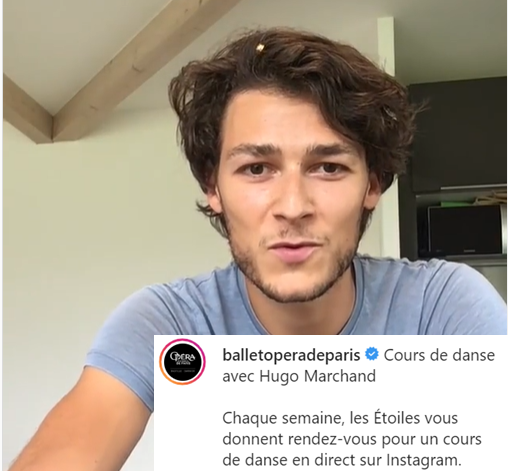 OPERA
balletoperadeparis Cours de danse
avec Hugo Marchand
Chaque semaine, les Étoiles vous
donnent rendez-vous pour un cours
de danse en direct sur Instagram.